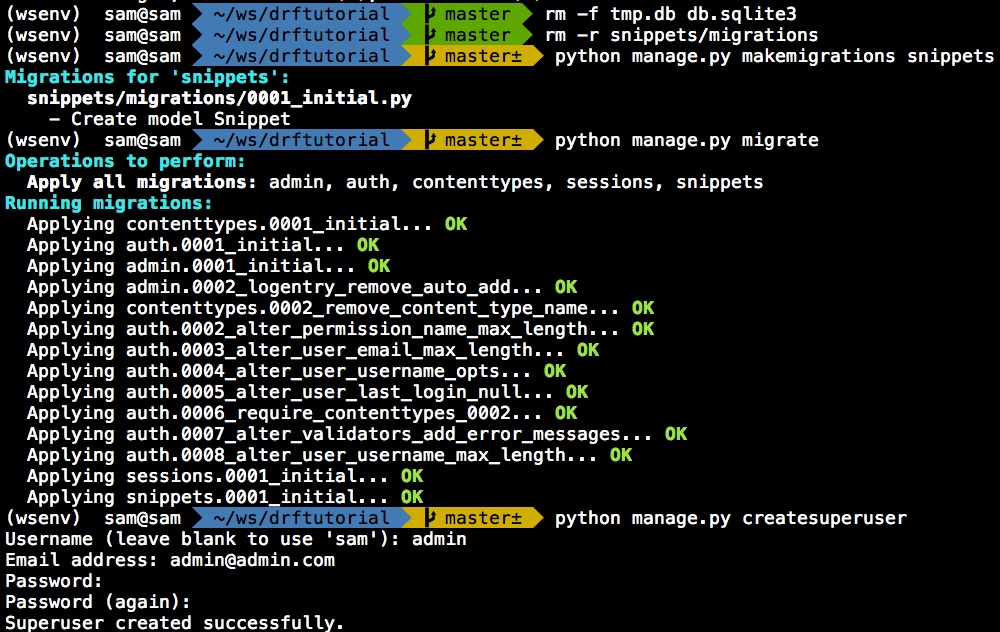 (wsenv) sam@sam ~/ws/drftutorial master rm -f tmp.db db.sqlite3
(wsenv) sam@sam ~/ws/drftutorial master rm -r snippets/migrations
(wsenv) sam@sam ~/ws/drftutorial master± python manage.py makemigrations snippets
Migrations for 'snippets':
snippets/migrations/0001_initial.py
- Create model Snippet
(wsenv) sam@sam ~/ws/drftutorial master± python manage.py migrate
Operations to perform:
Apply all migrations: admin, auth, contenttypes, sessions, snippets
Running migrations:
Applying contenttypes.0001_initial... OK
Applying auth.0001_initial... OK
Applying admin.0001_initial... OK
Applying admin.0002_logentry_remove_auto_add... OK
Applying contenttypes.0002_remove_content_type_name... OK
Applying auth.0002_alter_permission_name_max_length... OK
Applying auth.0003_alter_user_email_max_length... OK
Applying auth.0004_alter_user_username_opts... OK
Applying auth.0005_alter_user_last_login_null... OK
Applying auth.0006_require_contenttypes_0002... OK
Applying auth.0007_alter_validators_add_error_messages... OK
Applying auth.0008_alter_user_username_max_length... OK
Applying sessions.0001_initial... OK
Applying snippets.0001_initial... OK
(wsenv) sam@sam ~/ws/drftutorial master± python manage.py createsuperuser
Username (leave blank to use 'sam'): admin
Email address: admin@admin.com
Password:
Password (again):
Superuser created successfully.